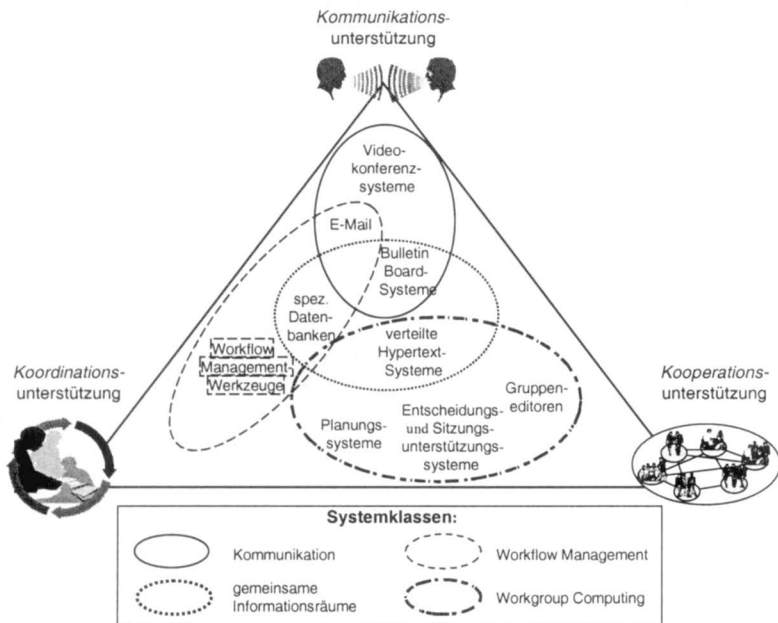 Kommunikations-
unterstützung
Video-
konferenz-
systeme
E-Mail
Bulletin
Board-
Systeme
spez.
Daten-
banken
verteilte
Hypertext-
Systeme
Workflow
Management-
Werkzeuge
Koordinations-
unterstützung
Kooperations-
unterstützung
Gruppen-
editoren
Planungs-
systeme
Entscheidungs-
und Sitzungs-
unterstützungs-
systeme
Systemklassen:
Kommunikation
Workflow Management
gemeinsame
Informationsräume
Workgroup Computing